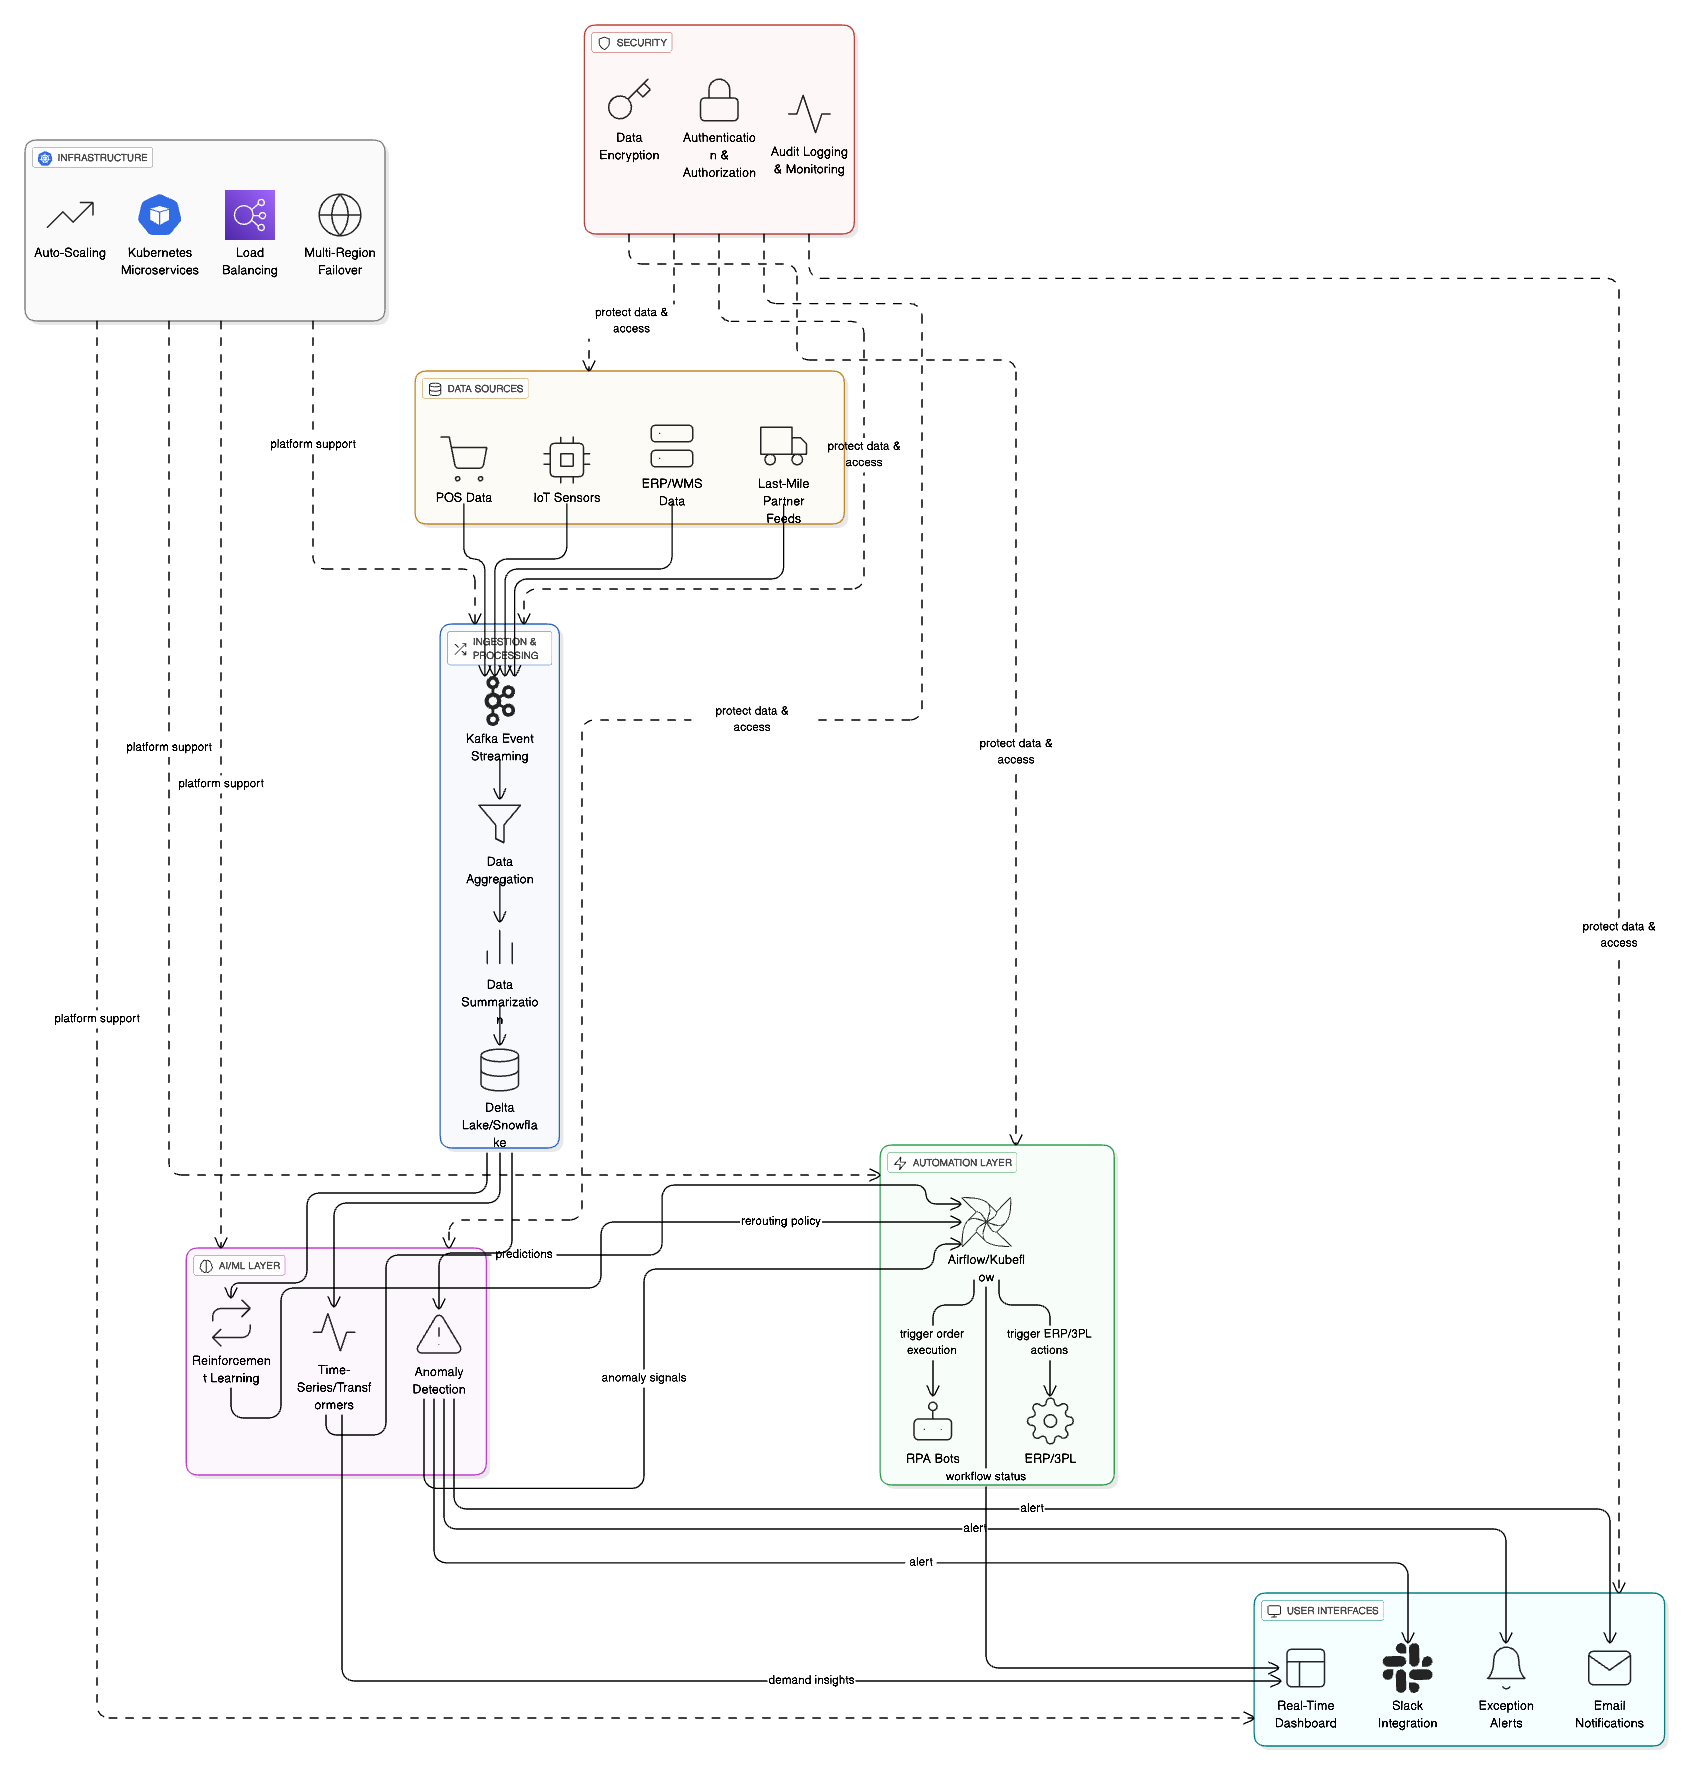 SECURITY
Data
Encryption
Authenticatio
n &
Authorization
Audit Logging
& Monitoring
INFRASTRUCTURE
Auto-Scaling
Kubernetes
Microservices
Load
Balancing
Multi-Region
Failover
protect data &
access
DATA SOURCES
POS Data
IoT Sensors
ERP/WMS
Data
Last-Mile
Partner
Feeds
platform support
protect data &
access
INGESTION &
PROCESSING
Kafka Event
Streaming
protect data &
access
platform support
protect data &
access
platform support
Data
Aggregation
protect data &
access
Data
Summarizatio
n
platform support
Delta
Lake/Snowfla
ke
AUTOMATION LAYER
rerouting policy
predictions
Airflow/Kubefl
ow
AI/ML LAYER
trigger order
execution
trigger ERP/3PL
actions
Reinforcemen
t Learning
Time-
Series/Transf
ormers
Anomaly
Detection
anomaly signals
RPA Bots
ERP/3PL
workflow status
alert
alert
alert
USER INTERFACES
demand insights
Real-Time
Dashboard
Slack
Integration
Exception
Alerts
Email
Notifications